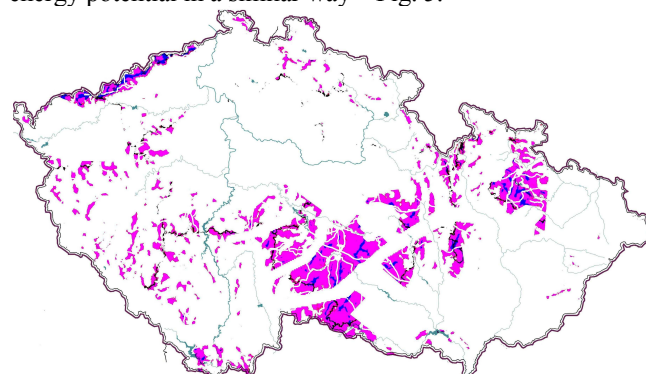 energy potential in a similar way – Fig. 3.